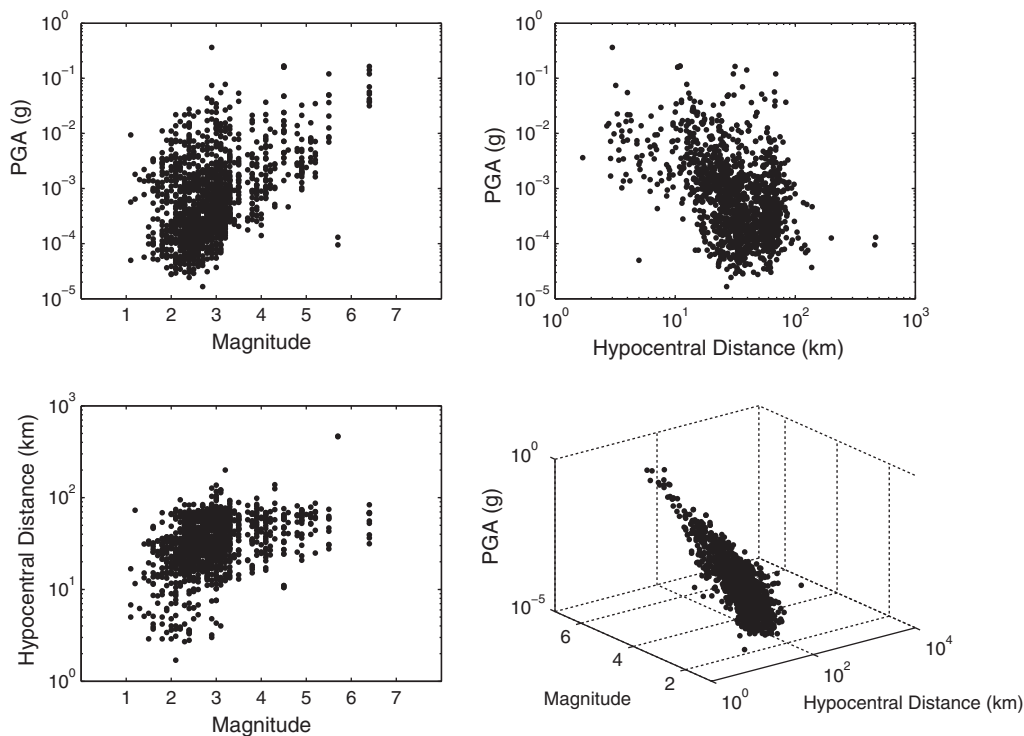 10^0
10^-1
10^-2
10^-3
10^-4
10^-5
PGA (g)
1 2 3 4 5 6 7
Magnitude
10^0
10^-1
10^-2
10^-3
10^-4
10^-5
PGA (g)
10^0 10^1 10^2 10^3
Hypocentral Distance (km)
10^3
10^2
10^1
10^0
Hypocentral Distance (km)
1 2 3 4 5 6 7
Magnitude
10^0
10^-5
PGA (g)
6
4
2
Magnitude
10^0
10^2
10^4
Hypocentral Distance (km)